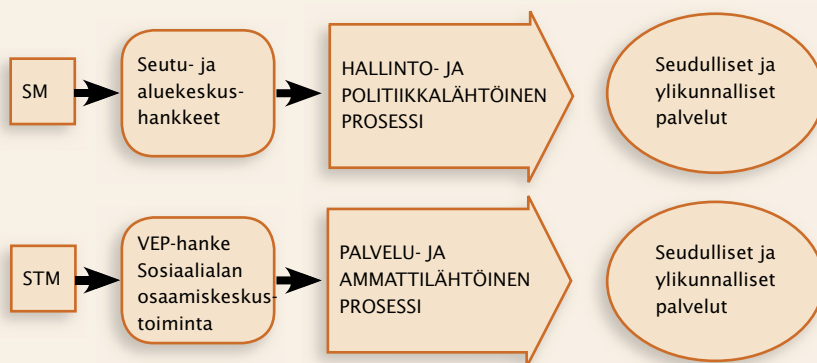 SM
Seutu- ja
aluekeskus-
hankkeet
HALLINTO- JA
POLITIIKKALÄHTÖINEN
PROSESSI
Seudulliset ja
ylikunnalliset
palvelut
STM
VEP-hanke
Sosiaalialan
osaamiskeskus-
toiminta
PALVELU- JA
AMMATTILÄHTÖINEN
PROSESSI
Seudulliset ja
ylikunnalliset
palvelut